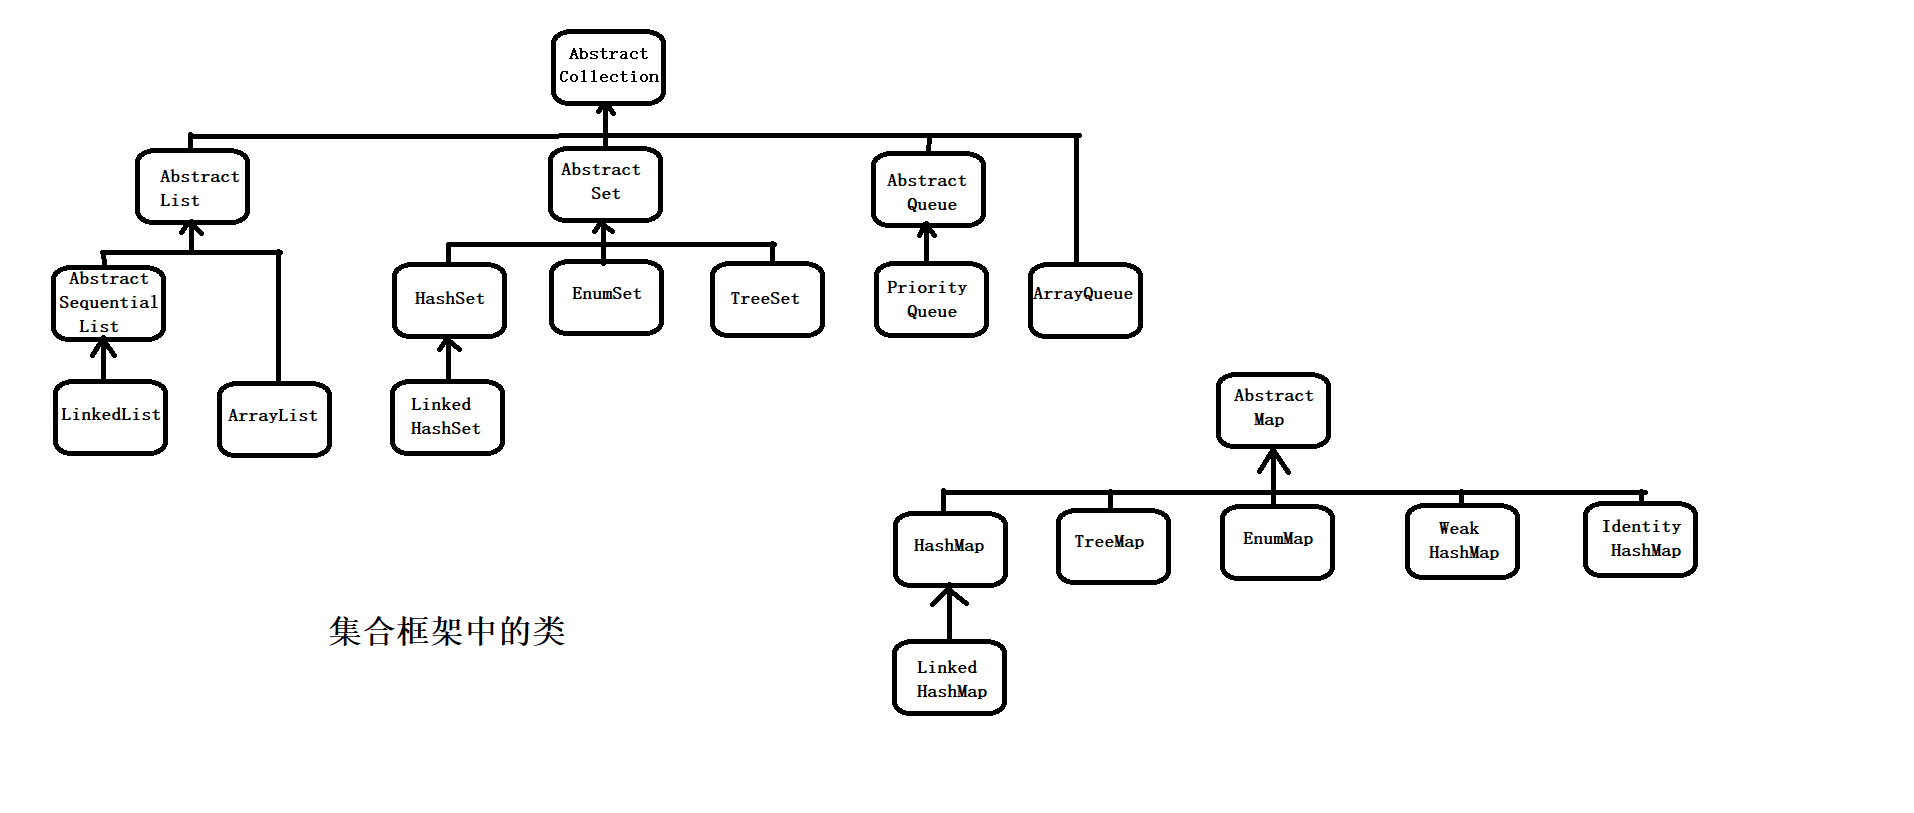 Abstract
Collection
Abstract
List
Abstract
Set
Abstract
Queue
Abstract
Sequential
List
HashSet
EnumSet
TreeSet
Priority
Queue
ArrayQueue
LinkedList
ArrayList
Linked
HashSet
Abstract
Map
HashMap
TreeMap
EnumMap
Weak
HashMap
Identity
HashMap
集合框架中的类
Linked
HashMap